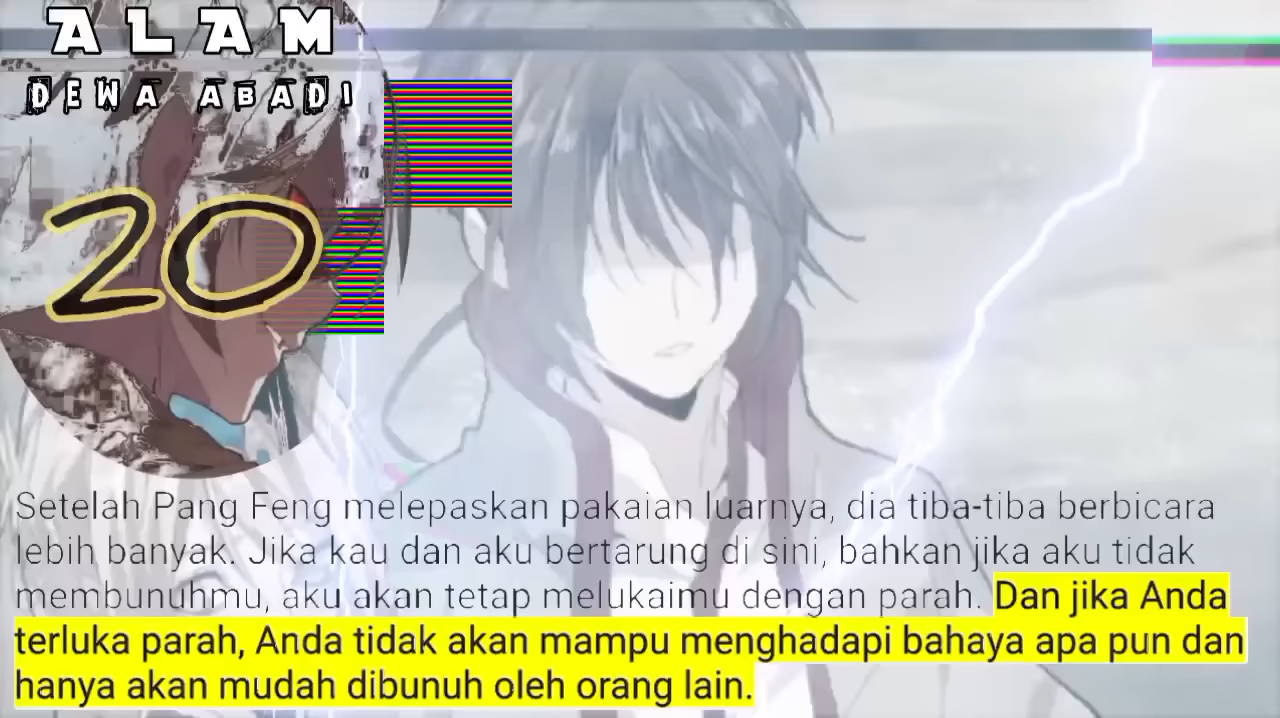 ALAM
DEWA ABADI
20
Setelah Pang Feng melepaskan pakaian luarnya, dia tiba-tiba berbicara
lebih banyak. Jika kau dan aku bertarung di sini, bahkan jika aku tidak
membunuhmu, aku akan tetap melukaimu dengan parah. Dan jika Anda
terluka parah, Anda tidak akan mampu menghadapi bahaya apa pun dan
hanya akan mudah dibunuh oleh orang lain.